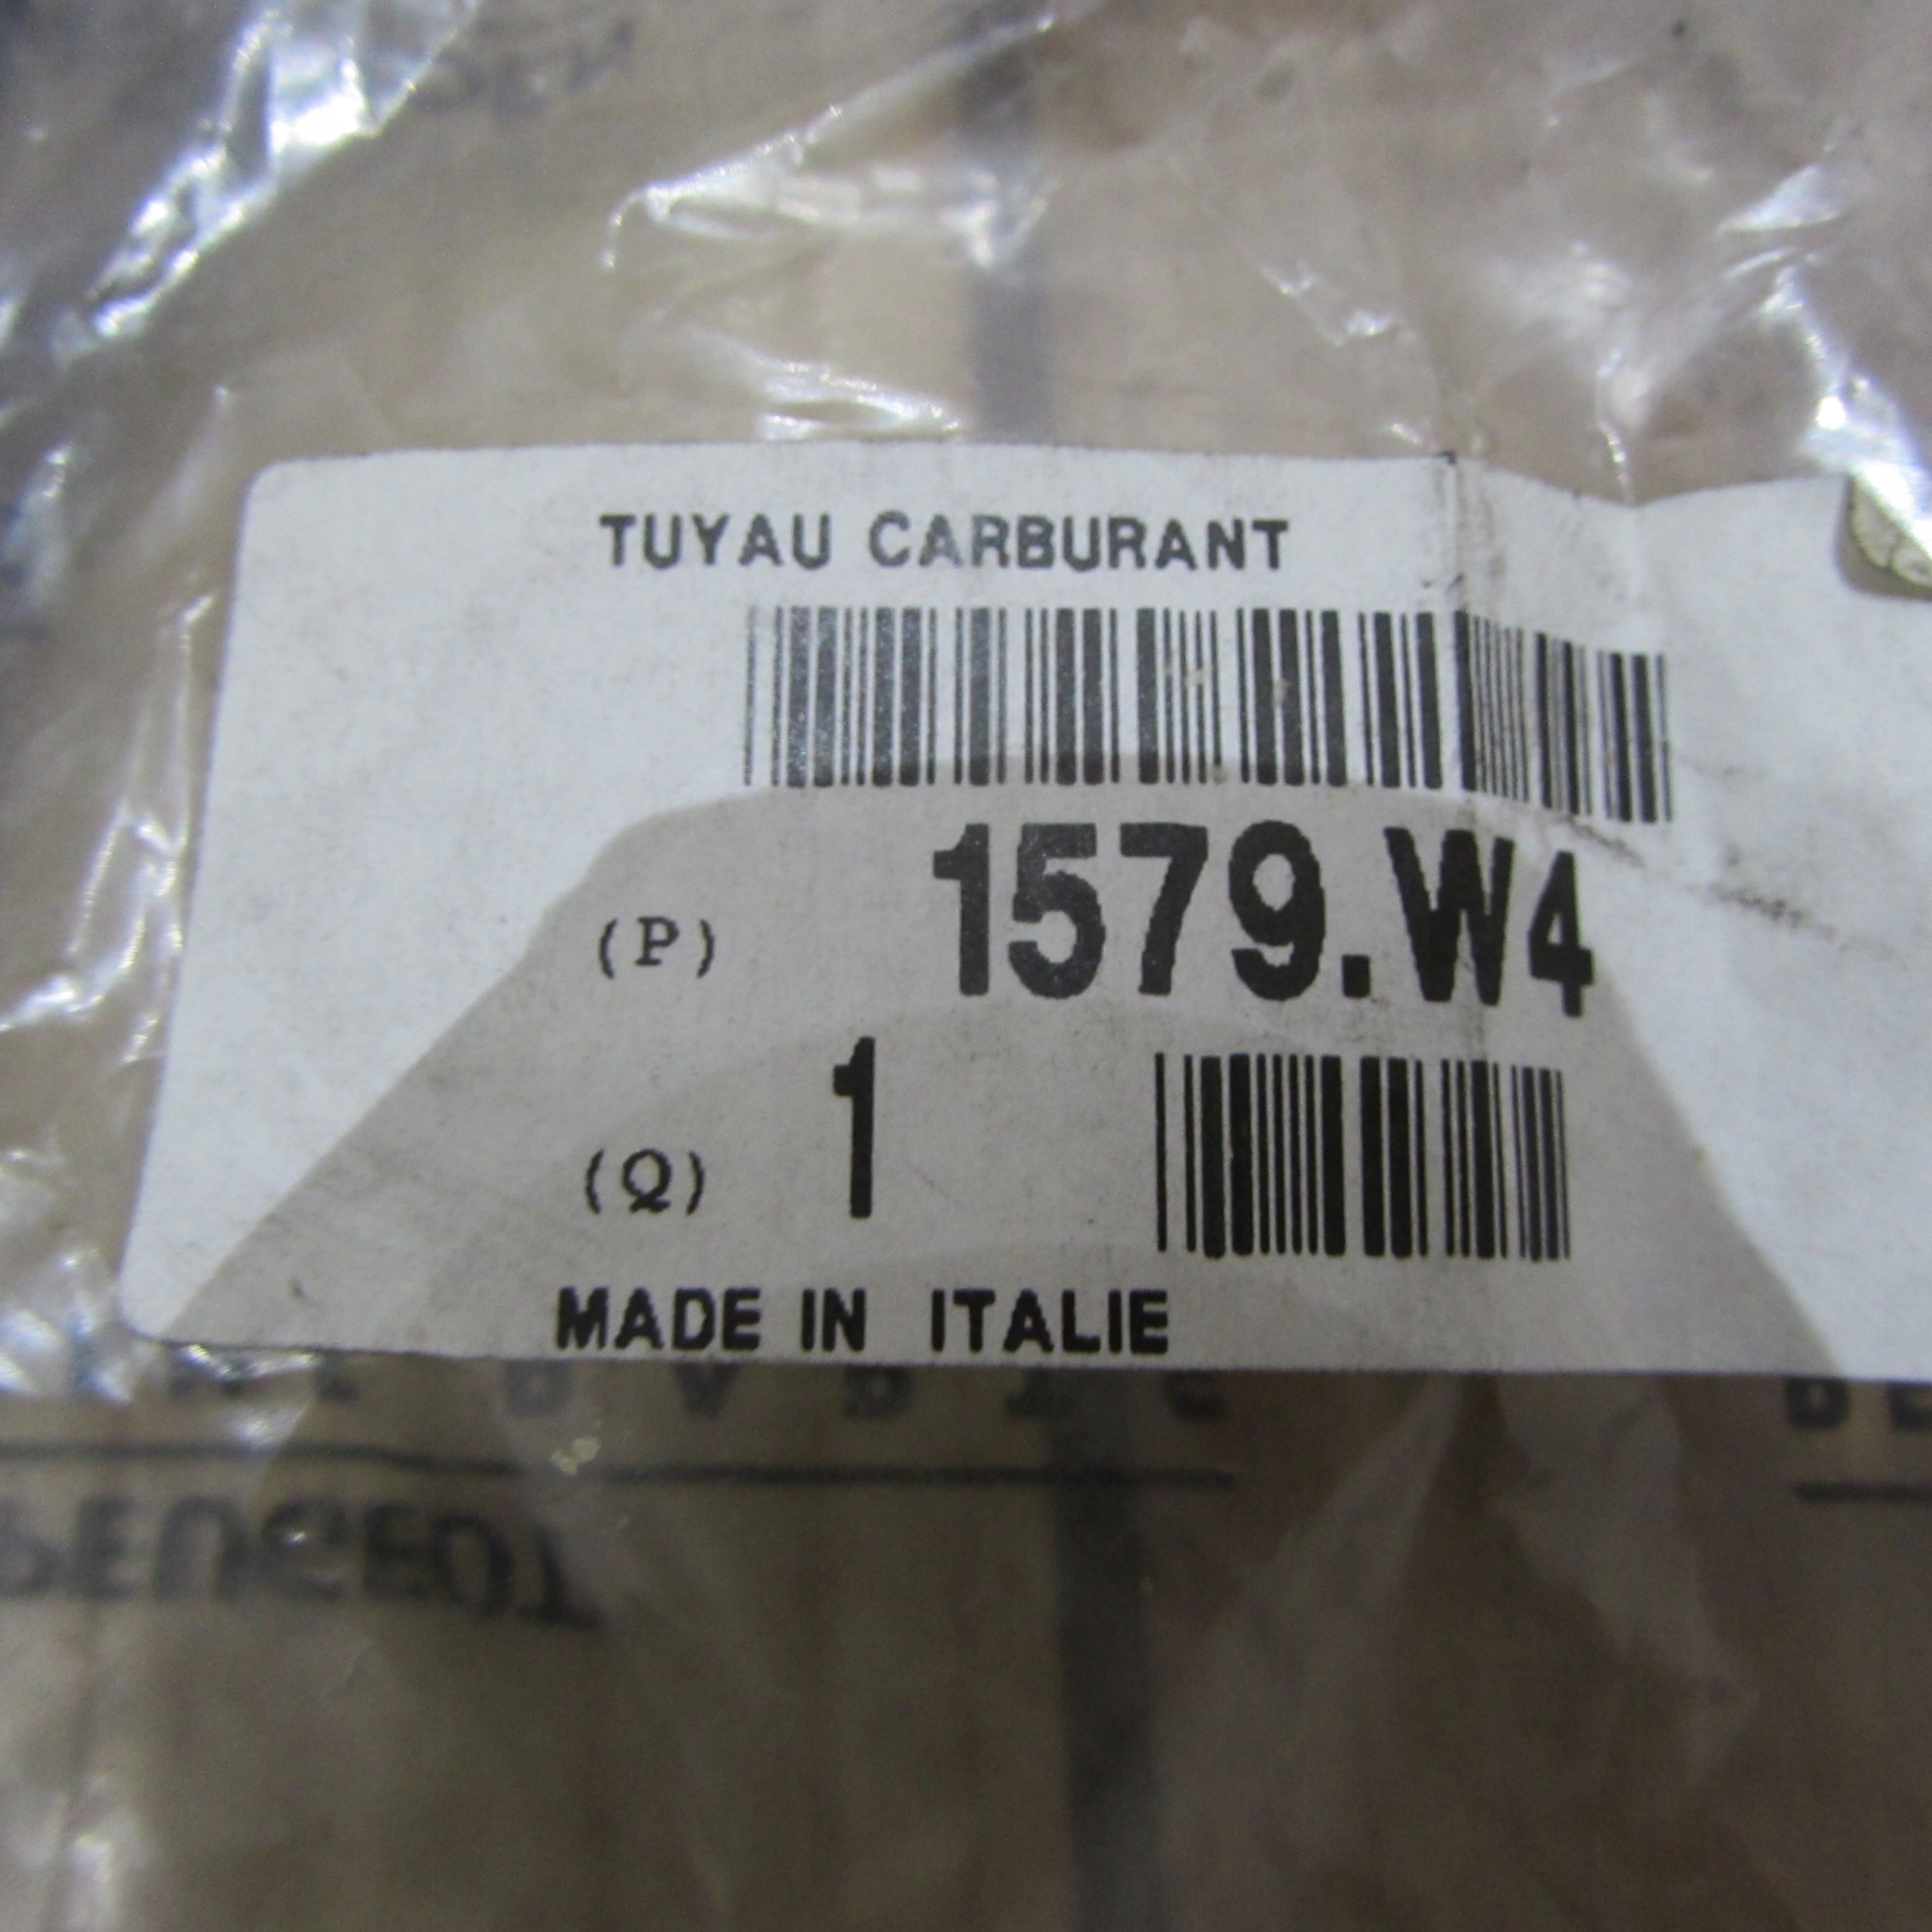 TUYAU CARBURANT
(P) 1579.W4
(Q) 1
MADE IN ITALIE